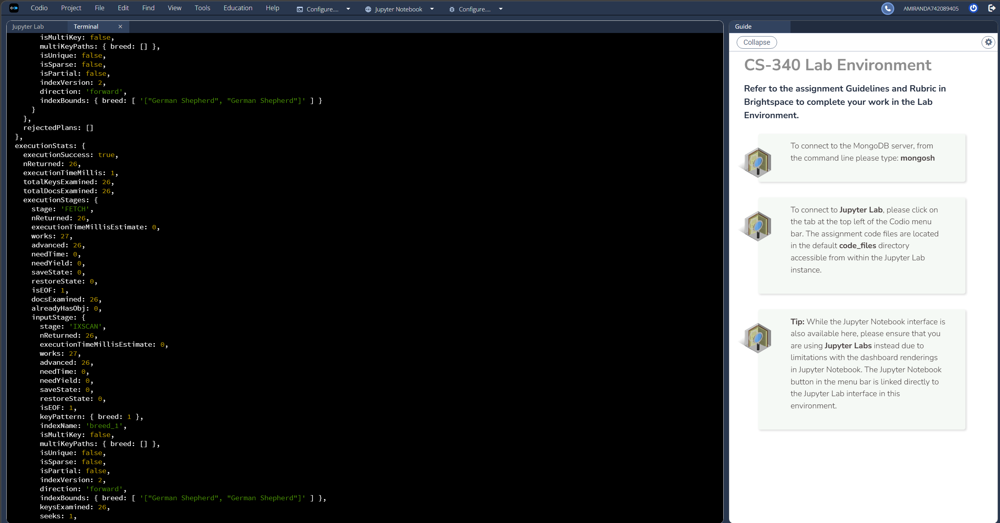 Codio Project File Edit Find View Tools Education Help Configure.... Jupyter Notebook Configure.... AMIRANDA742089405
Jupyter Lab Terminal ×
isMultiKey: false,
multiKeyPaths: { breed: [] },
isUnique: false,
isSparse: false,
isPartial: false,
indexVersion: 2,
direction: 'forward',
indexBounds: { breed: [ '["German Shepherd", "German Shepherd"]' ] }
}
},
rejectedPlans: []
},
executionStats: {
executionSuccess: true,
nReturned: 26,
executionTimeMillis: 1,
totalKeysExamined: 26,
totalDocsExamined: 26,
executionStages: {
stage: 'FETCH',
nReturned: 26,
executionTimeMillisEstimate: 0,
works: 27,
advanced: 26,
needTime: 0,
needYield: 0,
saveState: 0,
restoreState: 0,
isEOF: 1,
docsExamined: 26,
alreadyHasObj: 0,
inputStage: {
stage: 'IXSCAN',
nReturned: 26,
executionTimeMillisEstimate: 0,
works: 27,
advanced: 26,
needTime: 0,
needYield: 0,
saveState: 0,
restoreState: 0,
isEOF: 1,
keyPattern: { breed: 1 },
indexName: 'breed_1',
isMultiKey: false,
multiKeyPaths: { breed: [] },
isUnique: false,
isSparse: false,
isPartial: false,
indexVersion: 2,
direction: 'forward',
indexBounds: { breed: [ '["German Shepherd", "German Shepherd"]' ] },
keysExamined: 26,
seeks: 1,
Guide
Collapse
CS-340 Lab Environment
Refer to the assignment Guidelines and Rubric in
Brightspace to complete your work in the Lab
Environment.
To connect to the MongoDB server, from
the command line please type: mongosh
To connect to Jupyter Lab, please click on
the tab at the top left of the Codio menu
bar. The assignment code files are located
in the default code_files directory
accessible from within the Jupyter Lab
instance.
Tip: While the Jupyter Notebook interface is
also available here, please ensure that you
are using Jupyter Labs instead due to
limitations with the dashboard renderings
in Jupyter Notebook. The Jupyter Notebook
button in the menu bar is linked directly to
the Jupyter Lab interface in this
environment.